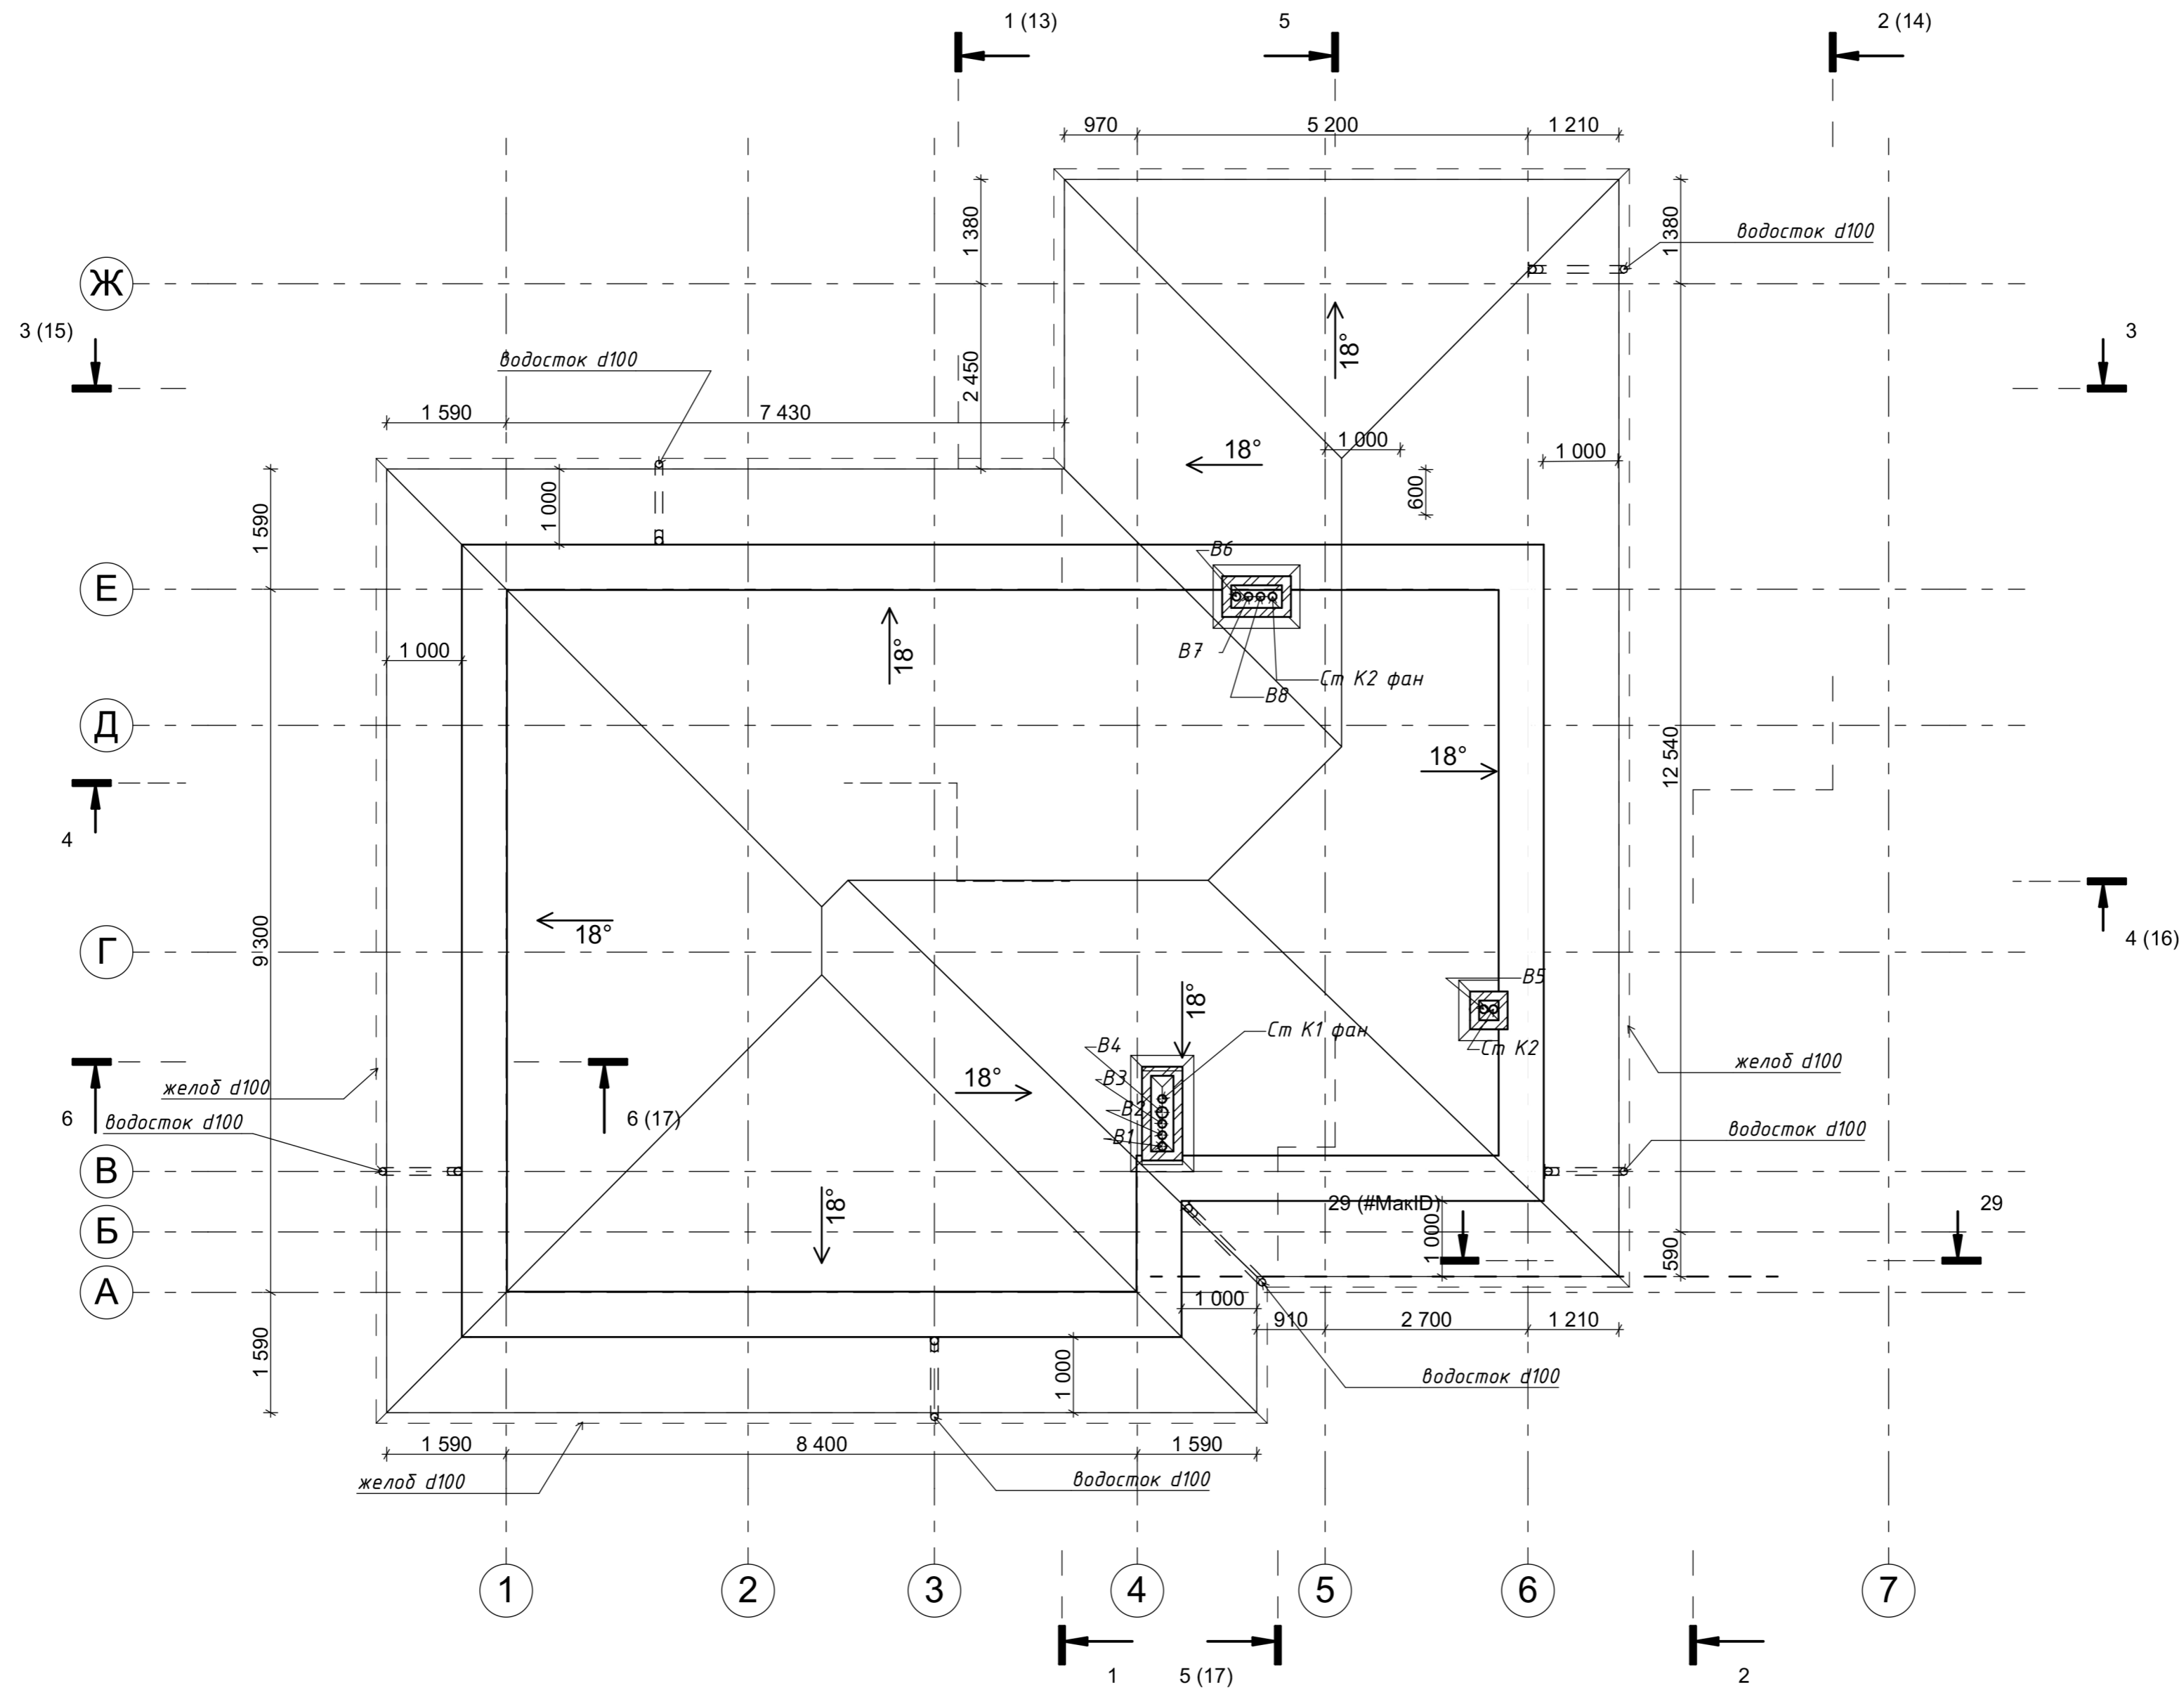 1 (13)
5
2 (14)
970
5 200
1 210
1 380
1 380
водосток d100
Ж
3 (15)
3
водосток d100
2 450
1 590
7 430
18°
1 000
18°
1 000
1 590
1 000
600
В6
Е
1 000
18°
В7
Ст К2 фан
В8
Д
18°
12 540
4
9 300
18°
Г
4 (16)
В5
18°
Ст К1 фан
В4
Ст К2
желоб d100
18°
В3
желоб d100
В2
6
водосток d100
6 (17)
В1
водосток d100
В
18°
29 (#МакID)
29
Б
1 000
590
А
1 000
910
2 700
1 210
1 590
1 000
водосток d100
1 590
8 400
1 590
желоб d100
водосток d100
1
2
3
4
5
6
7
1
5 (17)
2